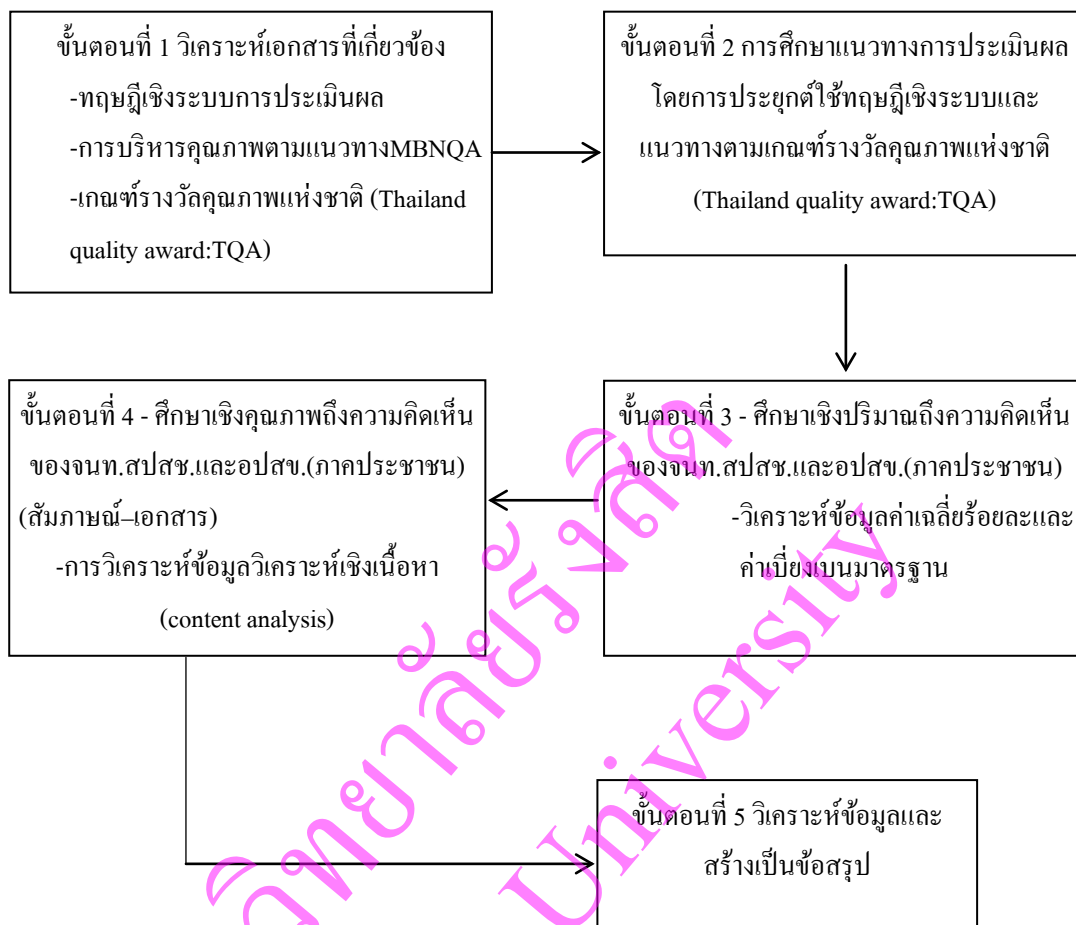 ขั้นตอนที่ 1 วิเคราะห์เอกสารที่เกี่ยวข้อง
-ทฤษฎีเชิงระบบการประเมินผล
-การบริหารคุณภาพตามแนวทางMBNQA
-เกณฑ์รางวัลคุณภาพแห่งชาติ (Thailand
quality award:TQA)
ขั้นตอนที่ 2 การศึกษาแนวทางการประเมินผล
โดยการประยุกต์ใช้ทฤษฎีเชิงระบบและ
แนวทางตามเกณฑ์รางวัลคุณภาพแห่งชาติ
(Thailand quality award:TQA)
ขั้นตอนที่ 3 - ศึกษาเชิงปริมาณถึงความคิดเห็น
ของจนท.สปสช.และอปสข.(ภาคประชาชน)
-วิเคราะห์ข้อมูลค่าเฉลี่ยร้อยละและ
ค่าเบี่ยงเบนมาตรฐาน
ขั้นตอนที่ 4 - ศึกษาเชิงคุณภาพถึงความคิดเห็น
ของจนท.สปสช.และอปสข.(ภาคประชาชน)
(สัมภาษณ์–เอกสาร)
-การวิเคราะห์ข้อมูลวิเคราะห์เชิงเนื้อหา
(content analysis)
ขั้นตอนที่ 5 วิเคราะห์ข้อมูลและ
สร้างเป็นข้อสรุป
วิทยาลัยรังสิต
University